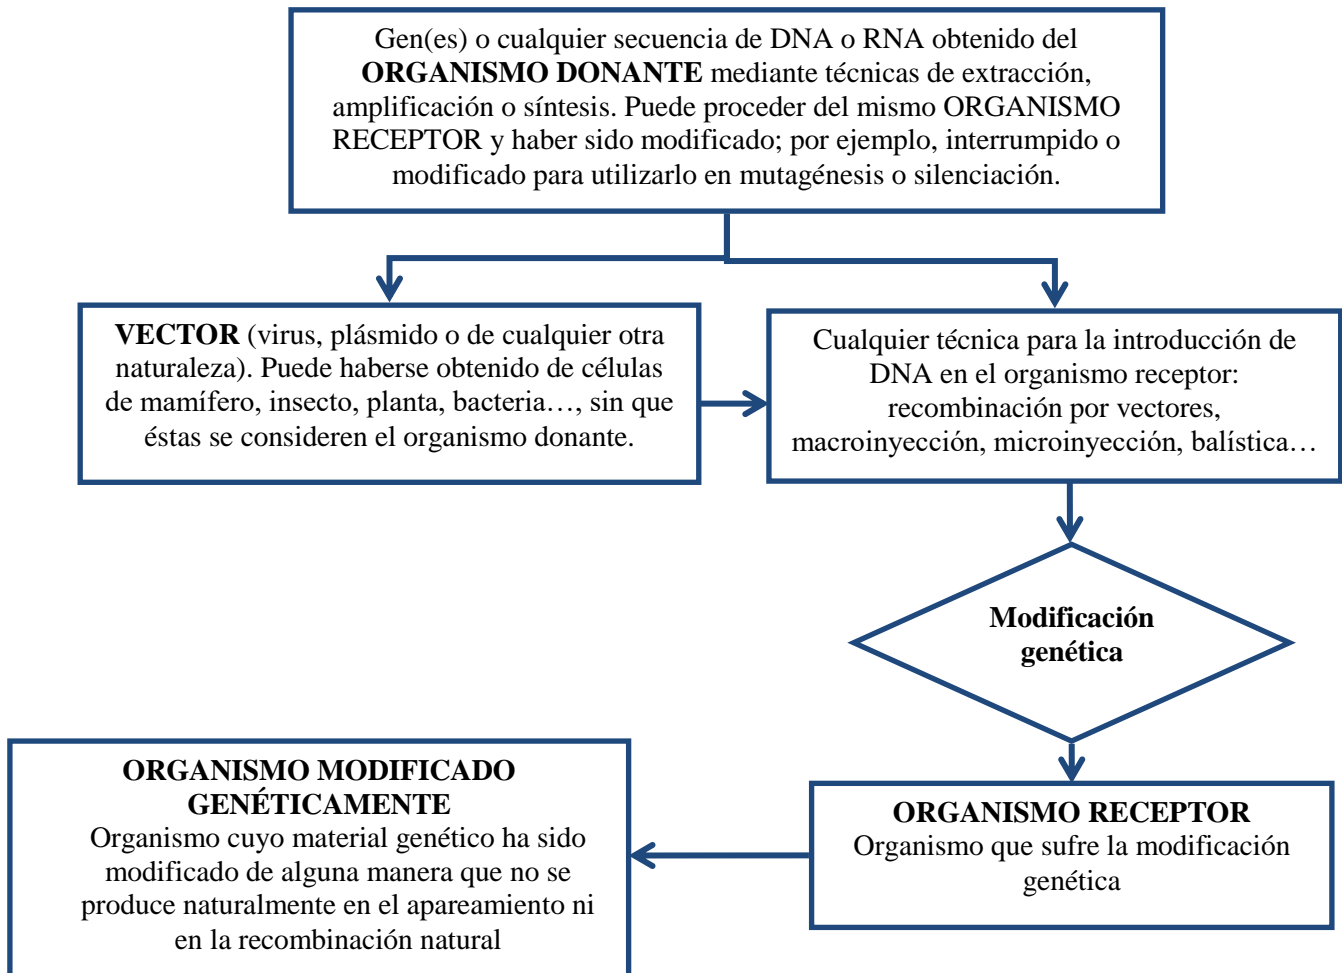 Gen(es) o cualquier secuencia de DNA o RNA obtenido del
ORGANISMO DONANTE mediante técnicas de extracción,
amplificación o síntesis. Puede proceder del mismo ORGANISMO
RECEPTOR y haber sido modificado; por ejemplo, interrumpido o
modificado para utilizarlo en mutagénesis o silenciación.
VECTOR (virus, plásmido o de cualquier otra
naturaleza). Puede haberse obtenido de células
de mamífero, insecto, planta, bacteria…, sin que
éstas se consideren el organismo donante.
Cualquier técnica para la introducción de
DNA en el organismo receptor:
recombinación por vectores,
macroinyección, microinyección, balística…
Modificación
genética
ORGANISMO RECEPTOR
Organismo que sufre la modificación
genética
ORGANISMO MODIFICADO
GENÉTICAMENTE
Organismo cuyo material genético ha sido
modificado de alguna manera que no se
produce naturalmente en el apareamiento ni
en la recombinación natural